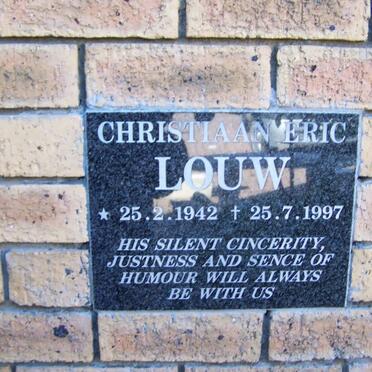 CHRISTIAAN ERIC
LOUW
★ 25.2.1942 † 25.7.1997
HIS SILENT CINCERITY,
JUSTNESS AND SENCE OF
HUMOUR WILL ALWAYS
BE WITH US